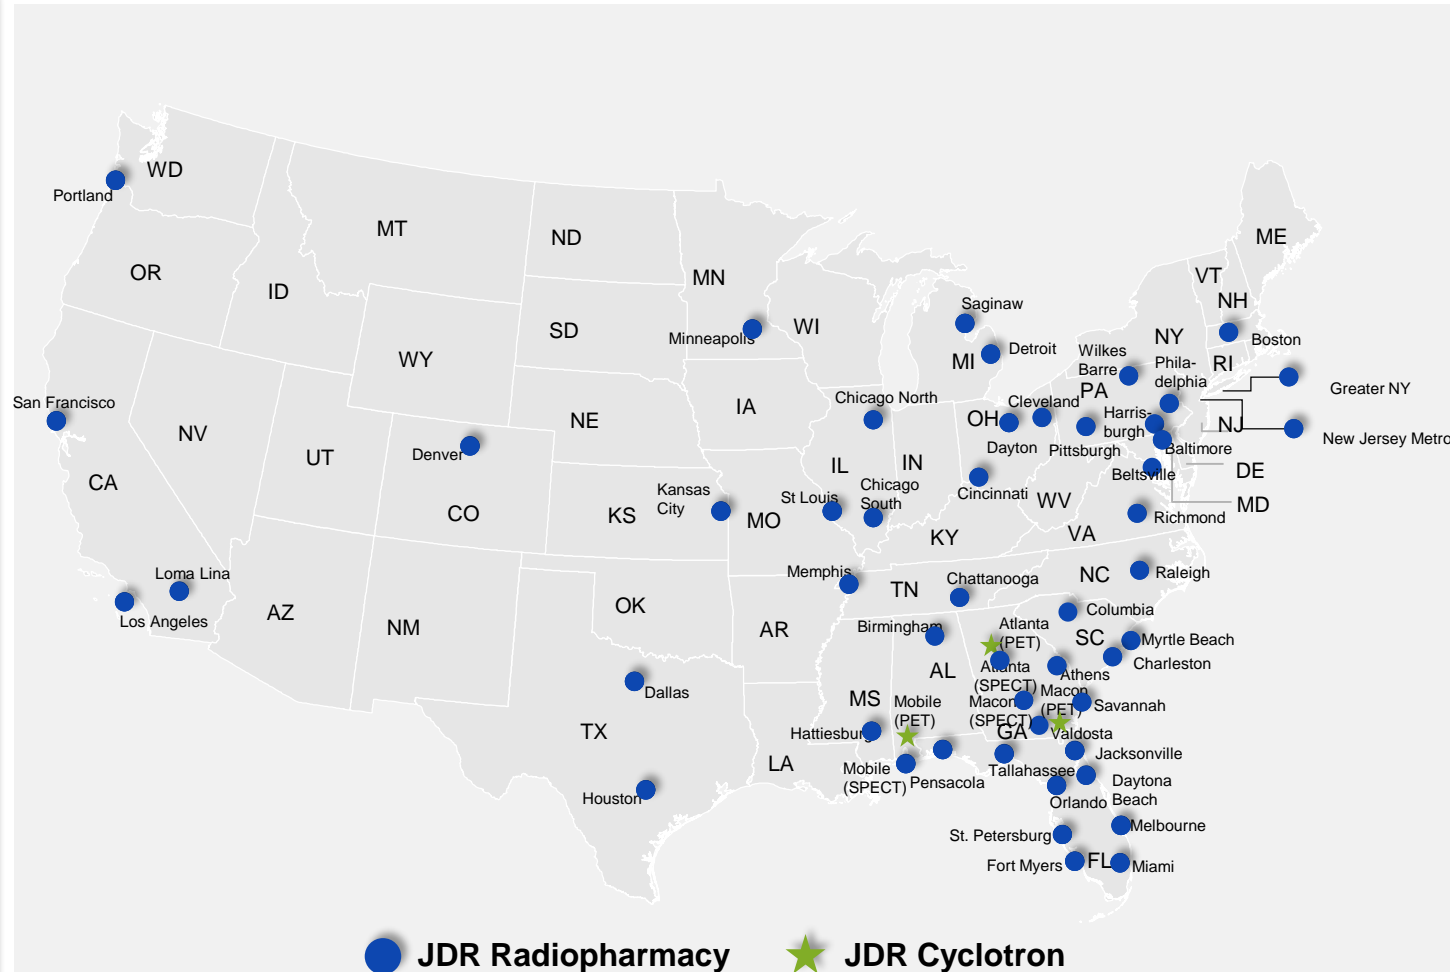 WD
Portland
MT
ND
ME
OR
ID
MN
VT
NH
SD
Minneapolis
WI
Saginaw
MI
Detroit
NY
Boston
WY
Wilkes
Barre
PA
Phila-
delphia
RI
Greater NY
San Francisco
NV
NE
IA
Chicago North
OH
Cleveland
Harris-
burgh
NJ
New Jersey Metro
UT
Denver
Dayton
Pittsburgh
Baltimore
CA
CO
KS
Kansas
City
MO
St Louis
IL
IN
Chicago
South
Cincinnati
Beltsville
DE
WV
MD
Richmond
KY
VA
Loma Lina
Los Angeles
AZ
NM
OK
AR
Memphis
TN
Chattanooga
NC
Raleigh
Columbia
Birmingham
Atlanta
(PET)
SC
Myrtle Beach
Charleston
AL
Atlanta
(SPECT)
Athens
Dallas
TX
MS
Mobile
(PET)
Macon
(SPECT)
Macon
(PET)
Savannah
Hattiesburg
GA
Valdosta
LA
Mobile
(SPECT)
Pensacola
Tallahassee
Jacksonville
Houston
Orlando
Daytona
Beach
St. Petersburg
Melbourne
Fort Myers
FL
Miami
JDR Radiopharmacy
JDR Cyclotron